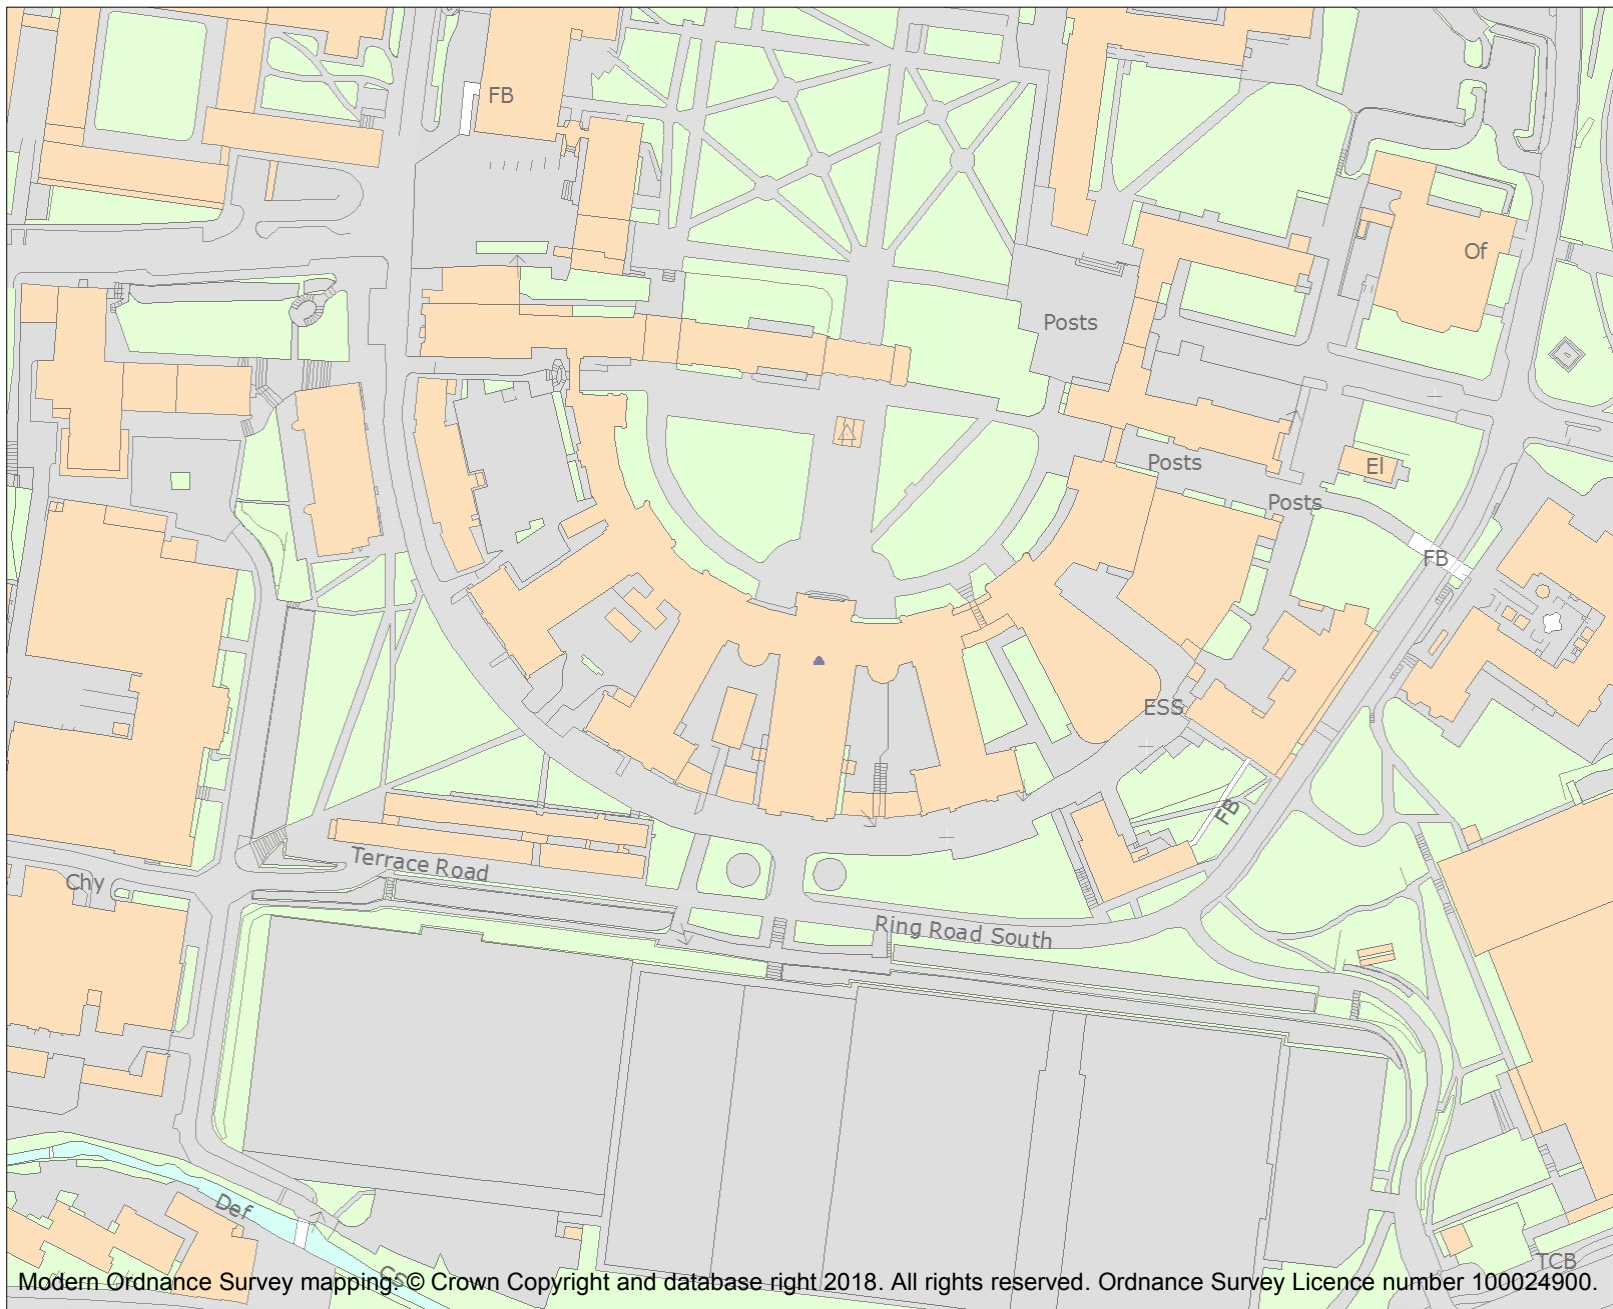 FB
Of
Posts
Posts
El
Posts
FB
ESS
FB
Terrace Road
Chy
Ring Road South
Def
TCB
CS
Modern Ordnance Survey mapping: © Crown Copyright and database right 2018. All rights reserved. Ordnance Survey Licence number 100024900.